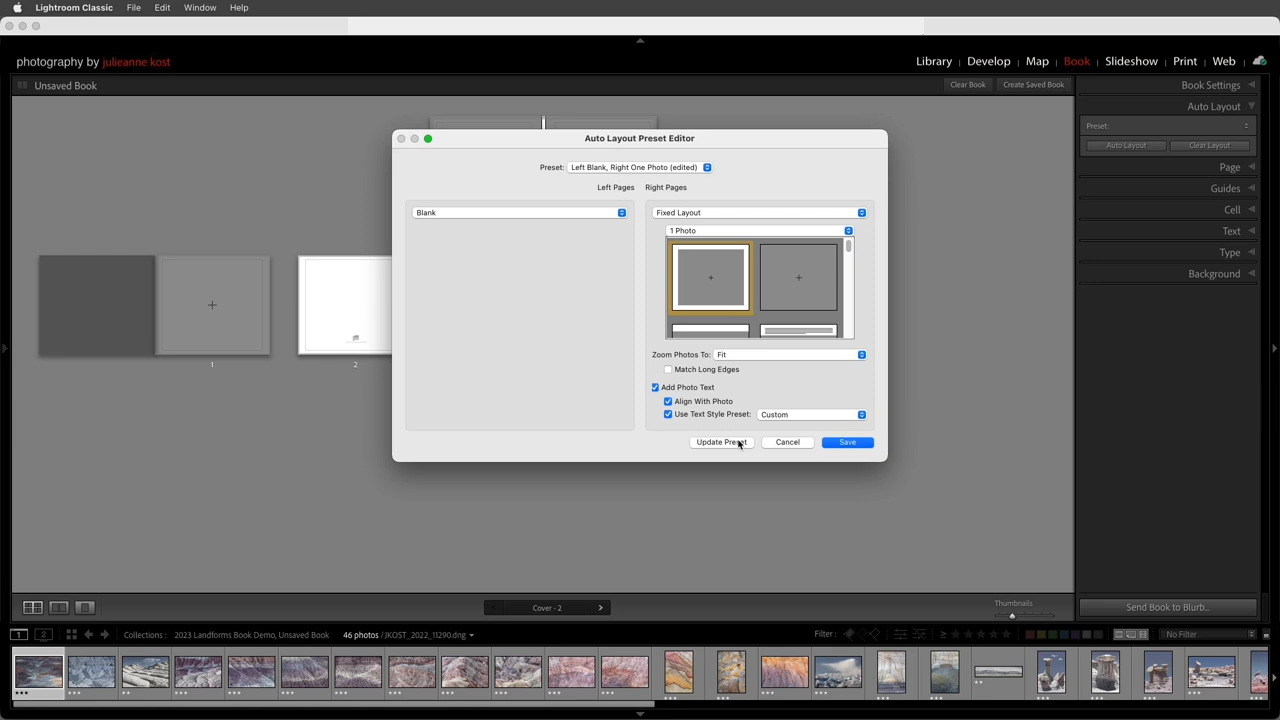 Lightroom Classic File Edit Window Help
photography by julieanne kost
Library | Develop | Map | Book | Slideshow | Print | Web
Unsaved Book
Clear Book
Create Saved Book
Book Settings
Auto Layout
Preset:
Auto Layout
Clear Layout
Page
Guides
Cell
Text
Type
Background
Auto Layout Preset Editor
Preset: Left Blank, Right One Photo (edited)
Left Pages
Right Pages
Blank
Fixed Layout
1 Photo
Zoom Photos To: Fit
Match Long Edges
Add Photo Text
Align With Photo
Use Text Style Preset: Custom
Update Preset
Cancel
Save
1
2
Cover - 2
Thumbnails
Send Book to Blurb...
1 2
Collections : 2023 Landforms Book Demo, Unsaved Book
46 photos / JKOST_2022_11290.dng
Filter :
No Filter